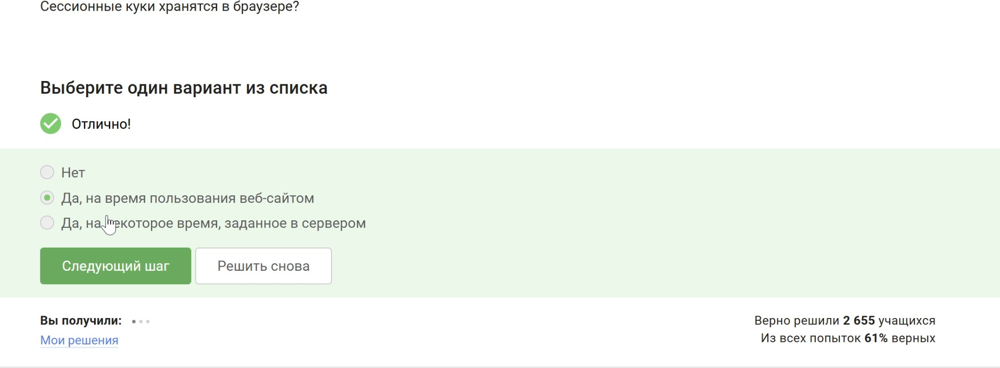 Сессионные куки хранятся в браузере?
Выберите один вариант из списка
Отлично!
Нет
Да, на время пользования веб-сайтом
Да, на некоторое время, заданное в сервером
Следующий шаг
Решить снова
Вы получили:
Верно решили 2 655 учащихся
Мои решения
Из всех попыток 61% верных